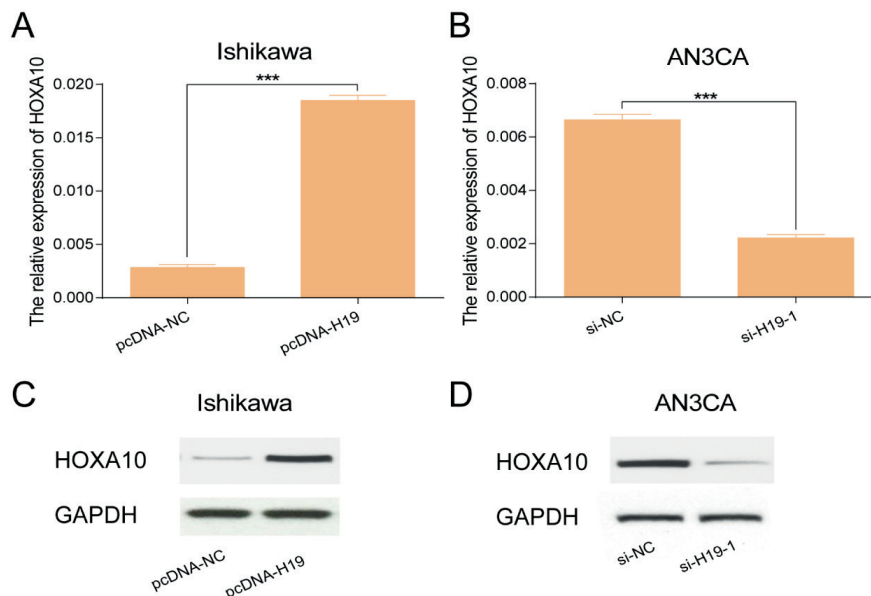 A
Ishikawa
The relative expression of HOXA10
0.020
0.015
0.010
0.005
0.000
***
pcDNA-NC
pcDNA-H19
B
AN3CA
The relative expression of HOXA10
0.008
0.006
0.004
0.002
0.000
***
si-NC
si-H19-1
C
Ishikawa
HOXA10
GAPDH
pcDNA-NC
pcDNA-H19
D
AN3CA
HOXA10
GAPDH
si-NC
si-H19-1